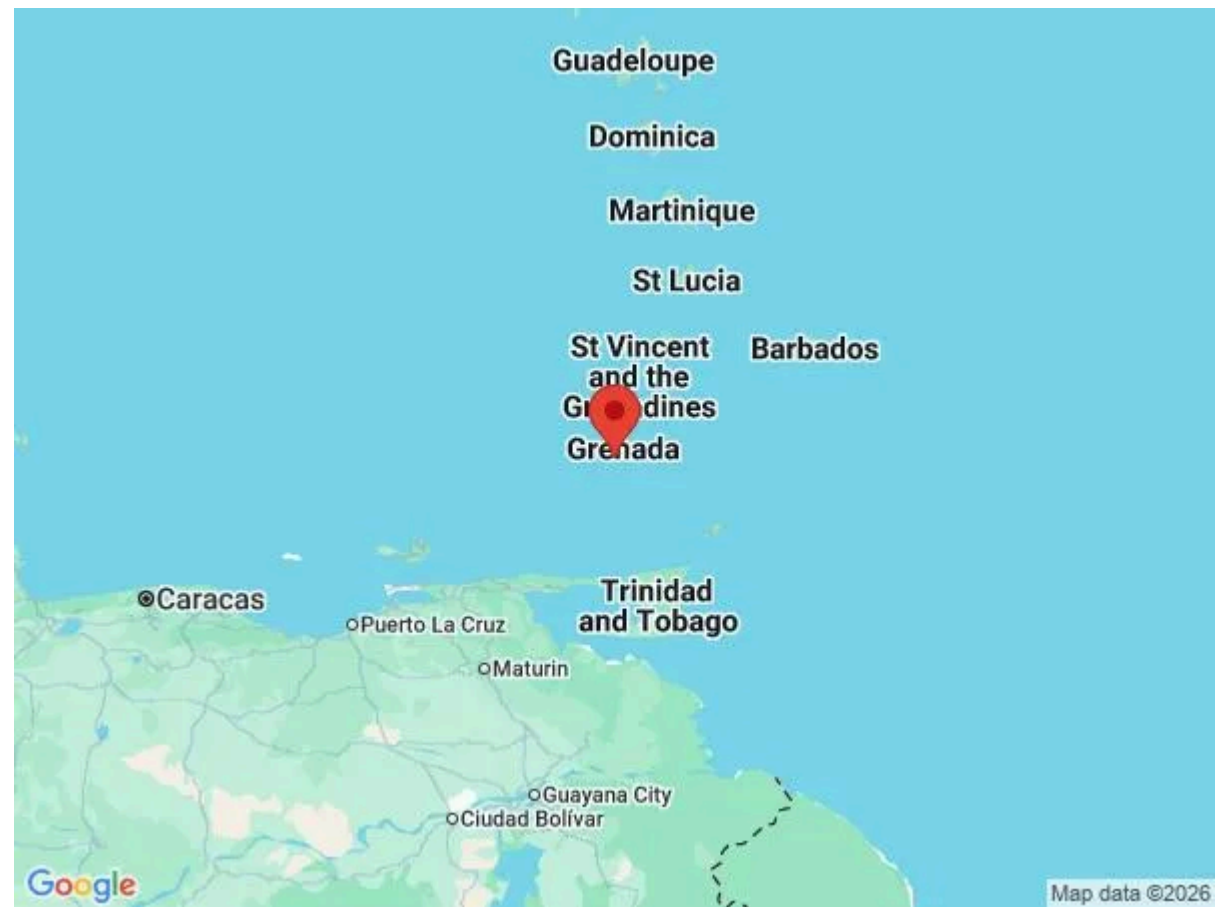 Guadeloupe
Dominica
Martinique
St Lucia
St Vincent
and the
Barbados
Grenada
Trinidad
and Tobago
Caracas
Puerto La Cruz
Maturin
Guayana City
Ciudad Bolívar
Google
Map data ©2026